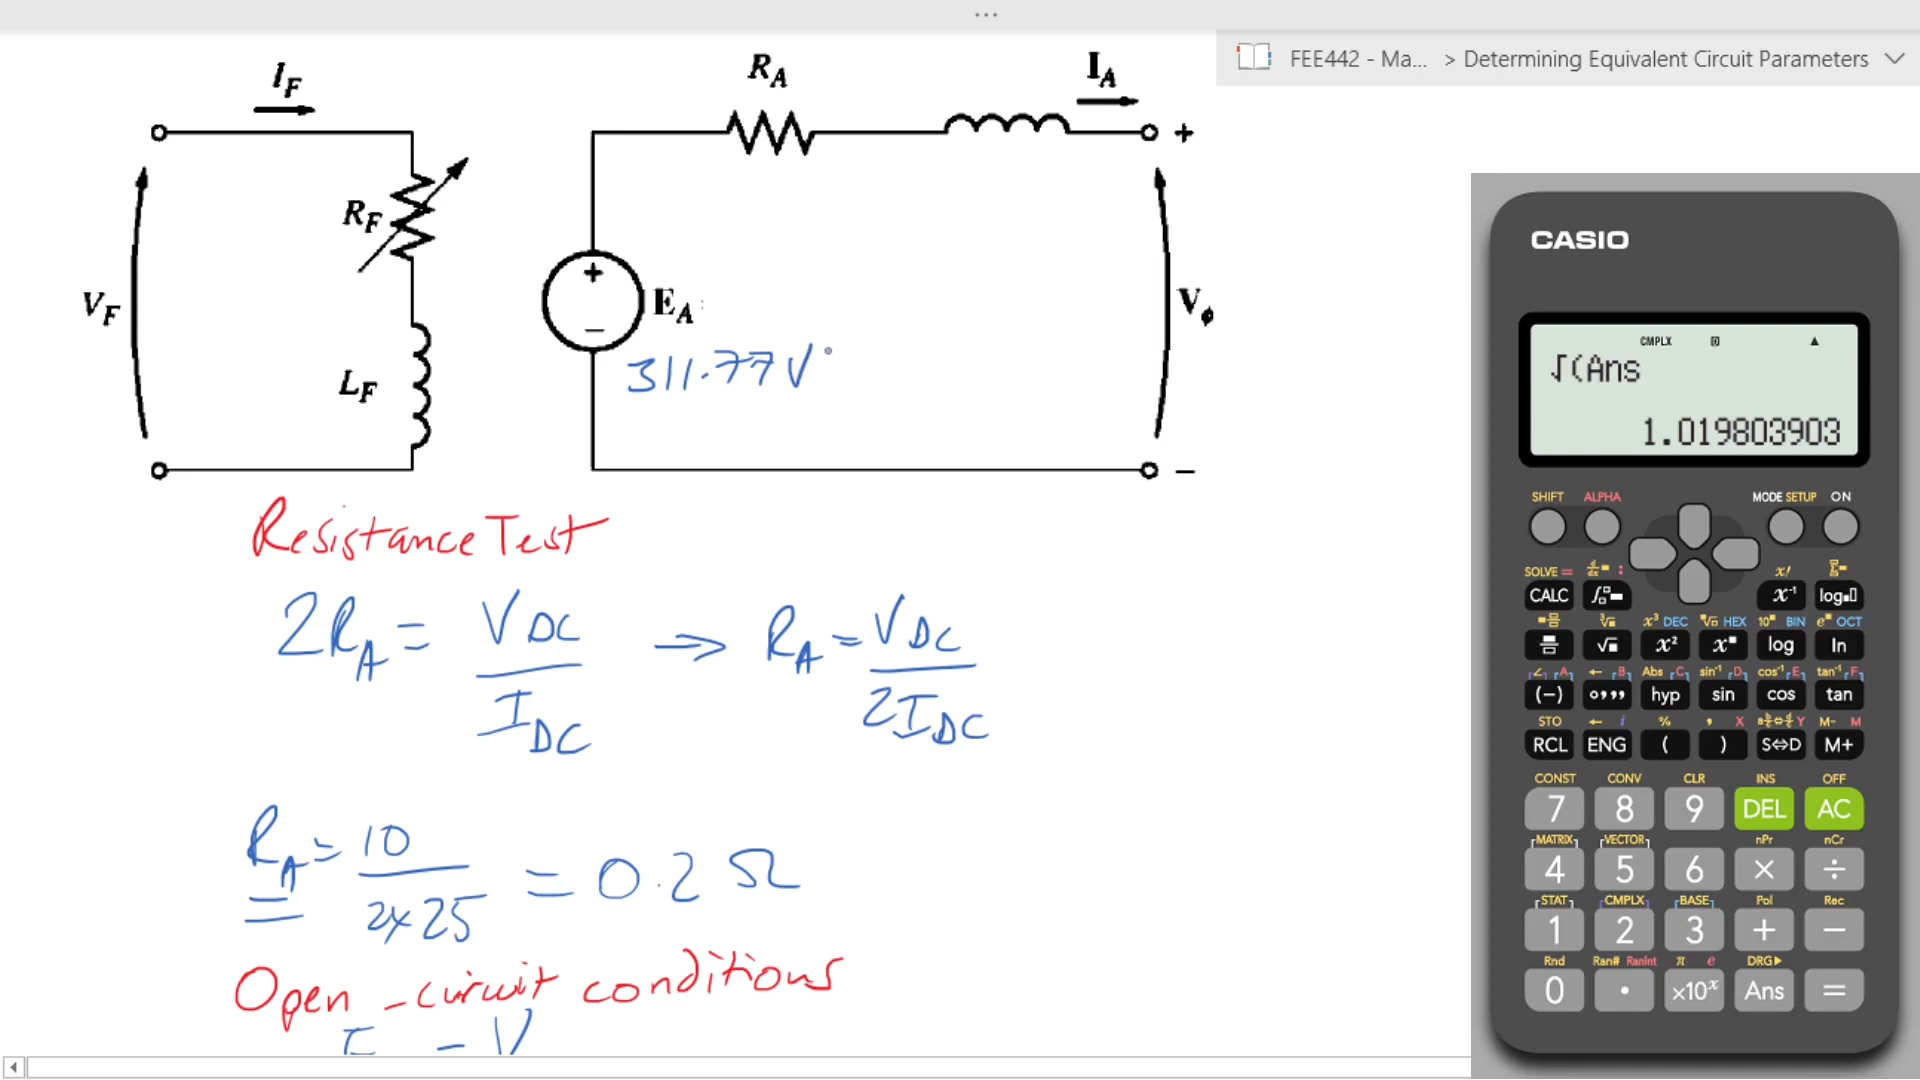 ...
FEE442 - Ma... > Determining Equivalent Circuit Parameters
I_F
R_A
I_A
+
R_F
V_F
+
E_A
−
V_ϕ
311.77V
L_F
−
Resistance Test
2R_A = V_DC / I_DC → R_A = V_DC / 2I_DC
R_A = 10 / 2×25 = 0.2 Ω
Open-circuit conditions
CASIO
CMPLX D ▲
√(Ans
1.019803903
SHIFT ALPHA MODE SETUP ON
SOLVE = d/dx : x! Σ
CALC ∫ x⁻¹ log
∛ x³ DEC √ HEX 10■ BIN e■ OCT
√■ x² x■ log ln
∠ A ← B Abs C sin⁻¹ D cos⁻¹ E tan⁻¹ F
(−) °,,, hyp sin cos tan
STO ← i % , X Y M- M
RCL ENG ( ) S⇔D M+
CONST CONV CLR INS OFF
7 8 9 DEL AC
MATRIX VECTOR nPr nCr
4 5 6 × ÷
STAT CMPLX BASE Pol Rec
1 2 3 + −
Rnd Ran# RanInt π e DRG▶
0 • ×10ˣ Ans =